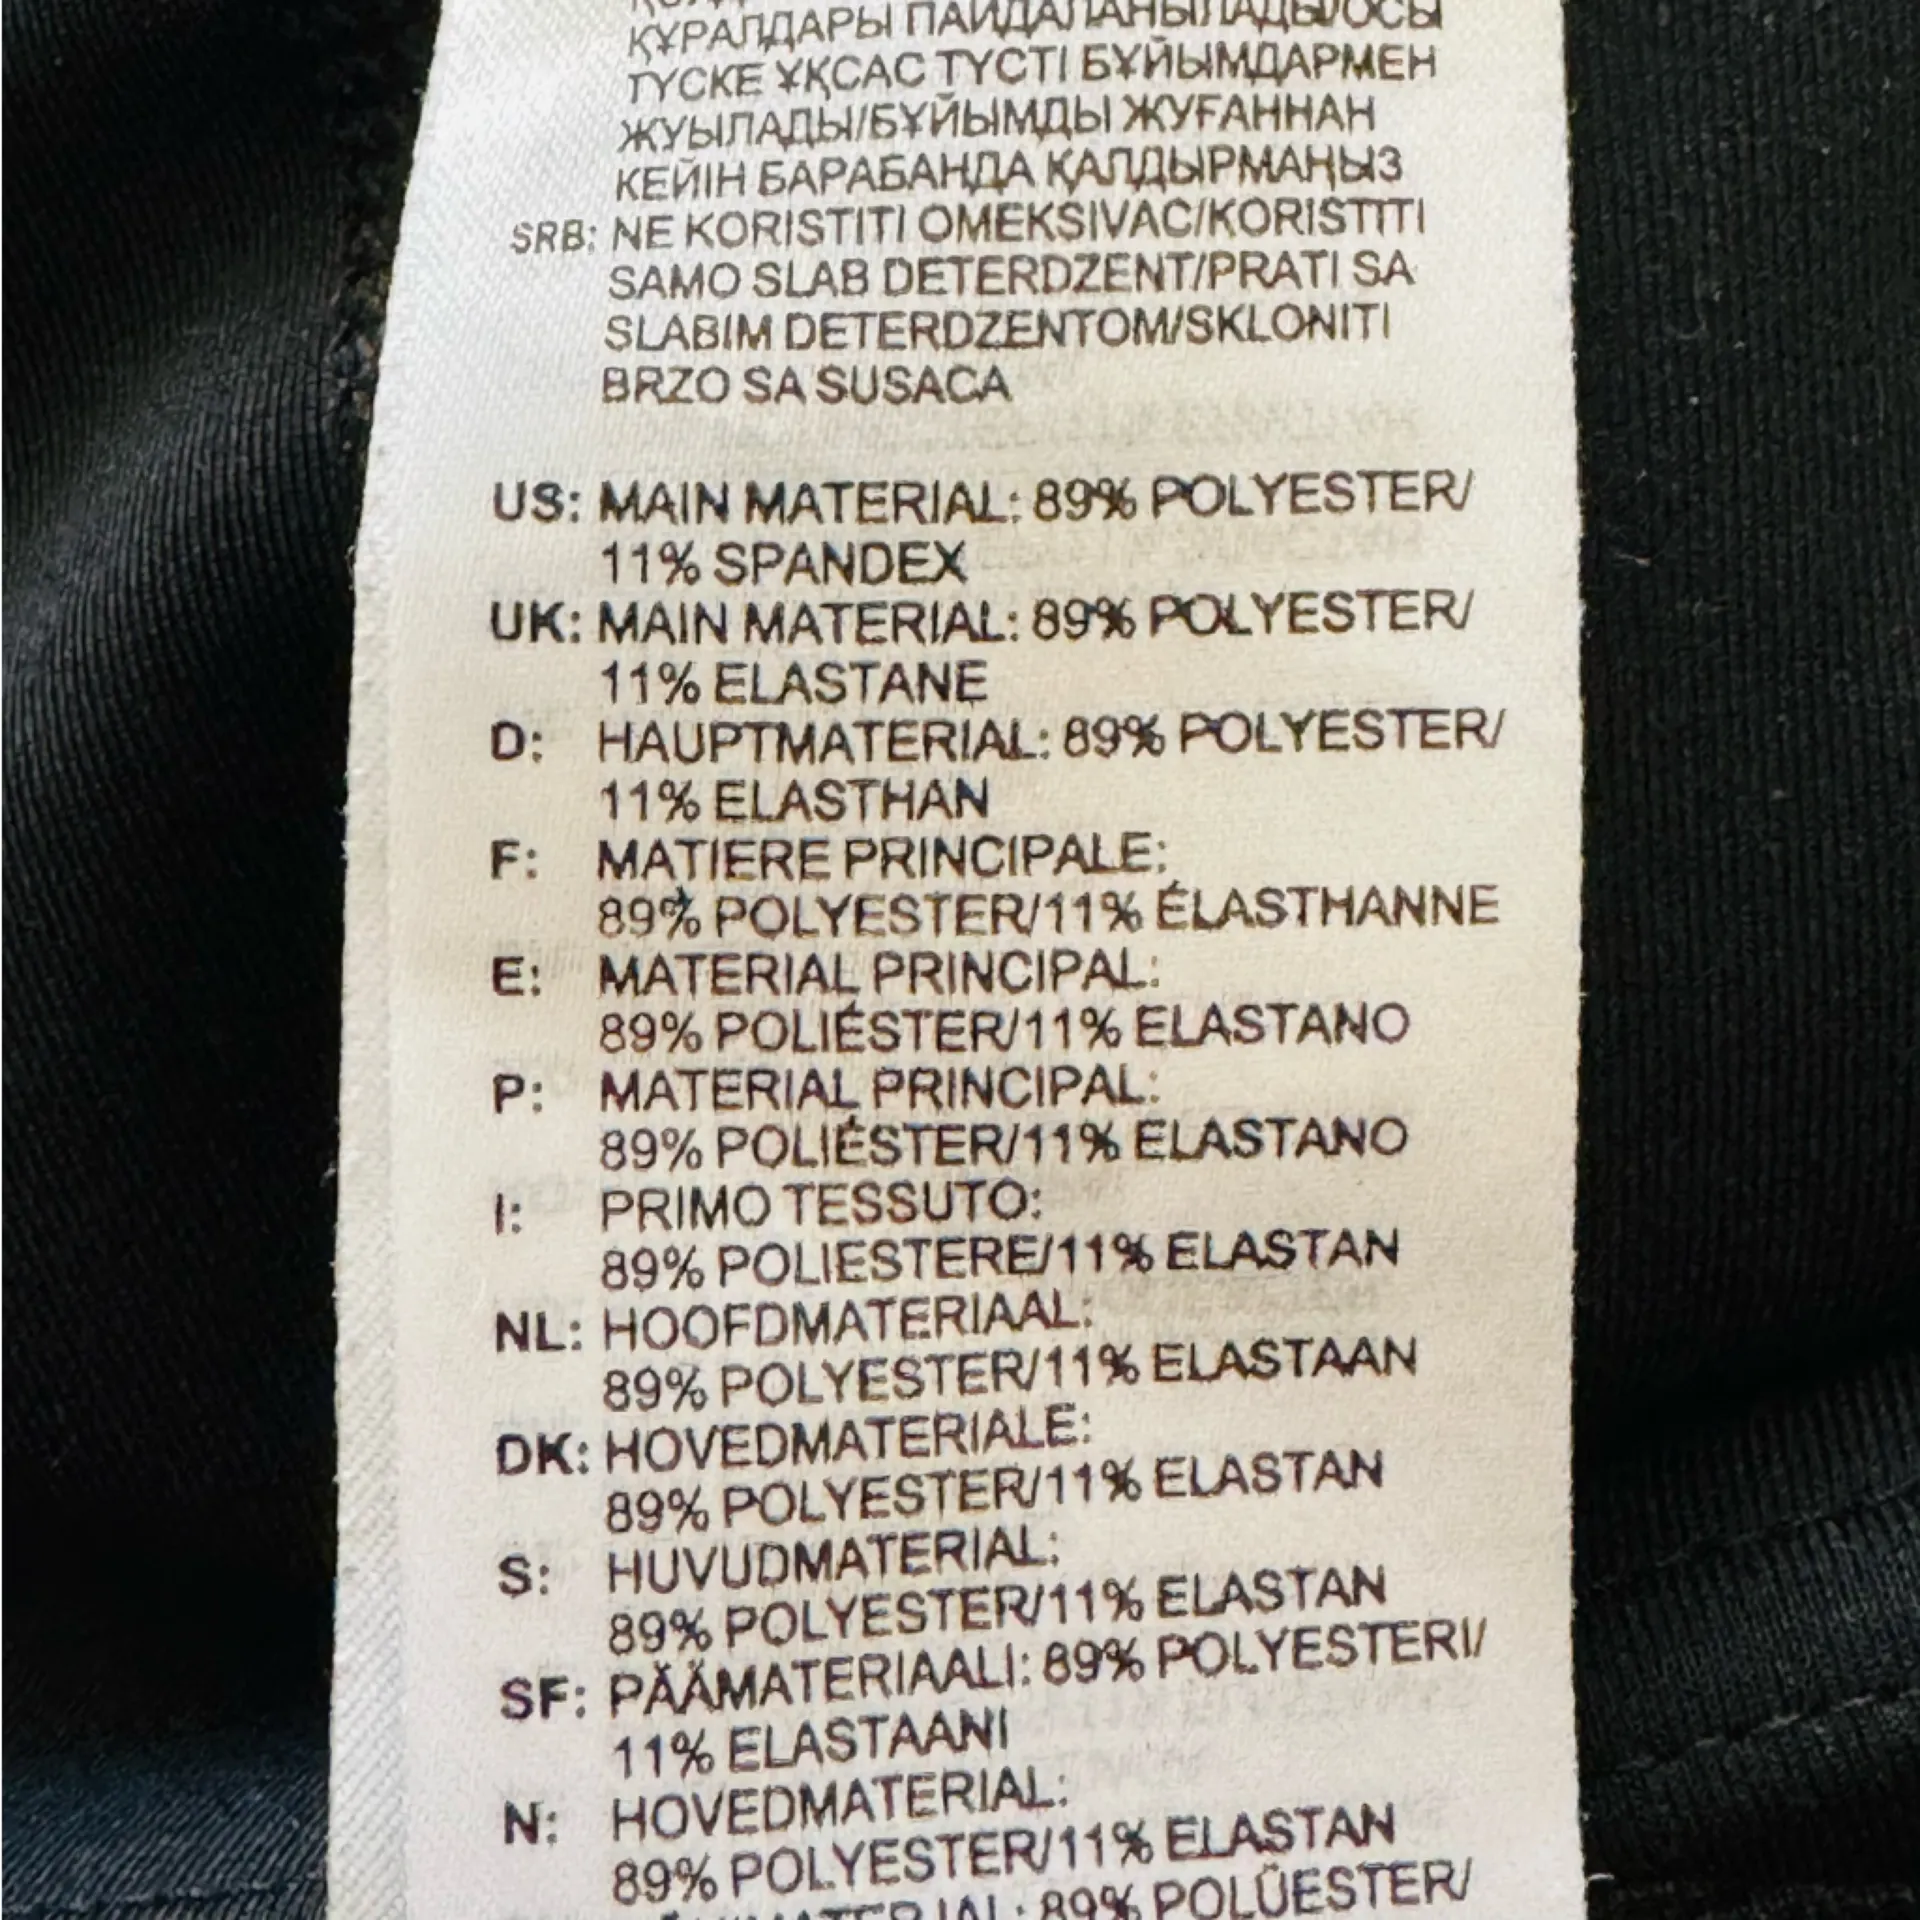 ҚҰРАЛДАРЫ ПАЙДАЛАНЫЛАДЫ/ОСЫ
ТҮСКЕ ҰҚСАС ТҮСТІ БҰЙЫМДАРМЕН
ЖУЫЛАДЫ/БҰЙЫМДЫ ЖУҒАННАН
КЕЙІН БАРАБАНДА ҚАЛДЫРМАҢЫЗ
SRB: NE KORISTITI OMEKSIVAC/KORISTITI
SAMO SLAB DETERDZENT/PRATI SA
SLABIM DETERDZENTOM/SKLONITI
BRZO SA SUSACA
US: MAIN MATERIAL: 89% POLYESTER/
11% SPANDEX
UK: MAIN MATERIAL: 89% POLYESTER/
11% ELASTANE
D: HAUPTMATERIAL: 89% POLYESTER/
11% ELASTHAN
F: MATIERE PRINCIPALE:
89% POLYESTER/11% ÉLASTHANNE
E: MATERIAL PRINCIPAL:
89% POLIÉSTER/11% ELASTANO
P: MATERIAL PRINCIPAL:
89% POLIÉSTER/11% ELASTANO
I: PRIMO TESSUTO:
89% POLIESTERE/11% ELASTAN
NL: HOOFDMATERIAAL:
89% POLYESTER/11% ELASTAAN
DK: HOVEDMATERIALE:
89% POLYESTER/11% ELASTAN
S: HUVUDMATERIAL:
89% POLYESTER/11% ELASTAN
SF: PÄÄMATERIAALI: 89% POLYESTERI/
11% ELASTAANI
N: HOVEDMATERIAL:
89% POLYESTER/11% ELASTAN
89% POLÜESTER/